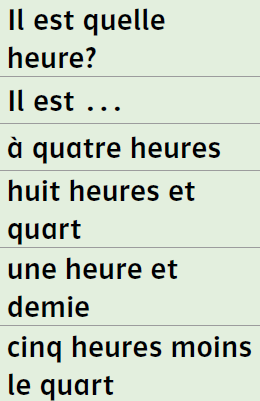 Il est quelle
heure?
Il est ...
à quatre heures
huit heures et
quart
une heure et
demie
cinq heures moins
le quart